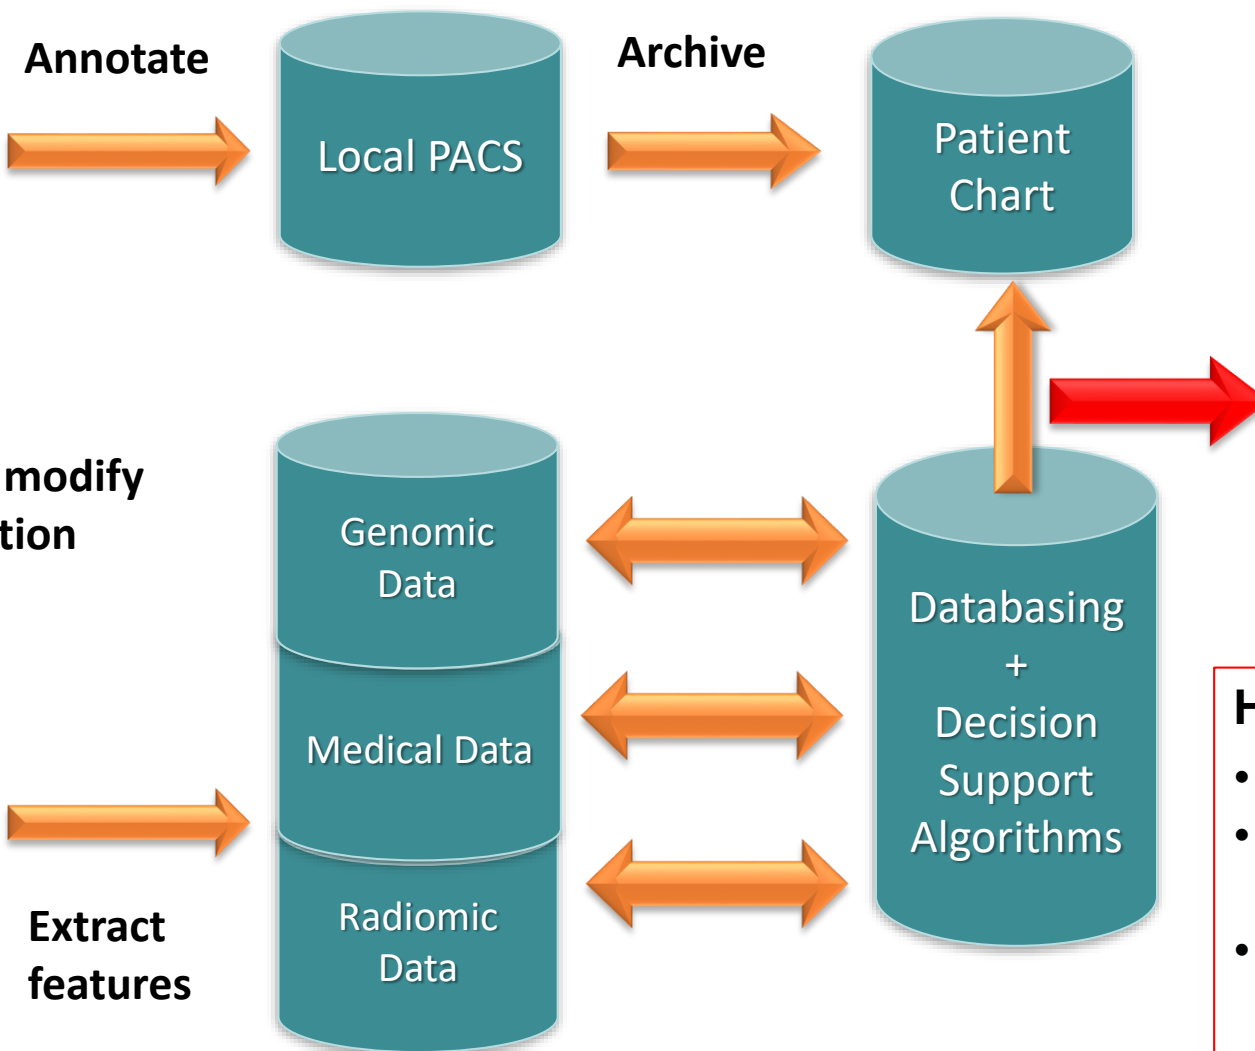 Annotate
Archive
Local PACS
Patient
Chart
modify
Genomic
Data
Databasing
+
Decision
Support
Algorithms
Medical Data
Extract
features
Radiomic
Data